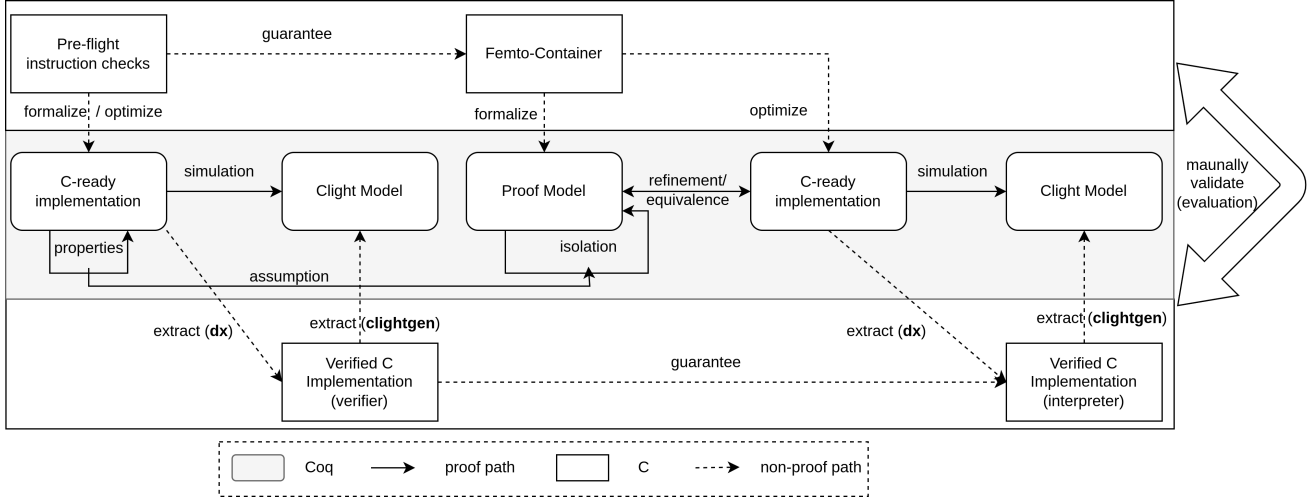 Pre-flight
instruction checks
guarantee
Femto-Container
formalize / optimize
formalize
optimize
C-ready
implementation
simulation
Clight Model
Proof Model
refinement/
equivalence
C-ready
implementation
simulation
Clight Model
maunally
validate
(evaluation)
properties
isolation
assumption
extract (dx)
extract (clightgen)
extract (dx)
extract (clightgen)
Verified C
Implementation
(verifier)
guarantee
Verified C
Implementation
(interpreter)
Coq
proof path
C
non-proof path